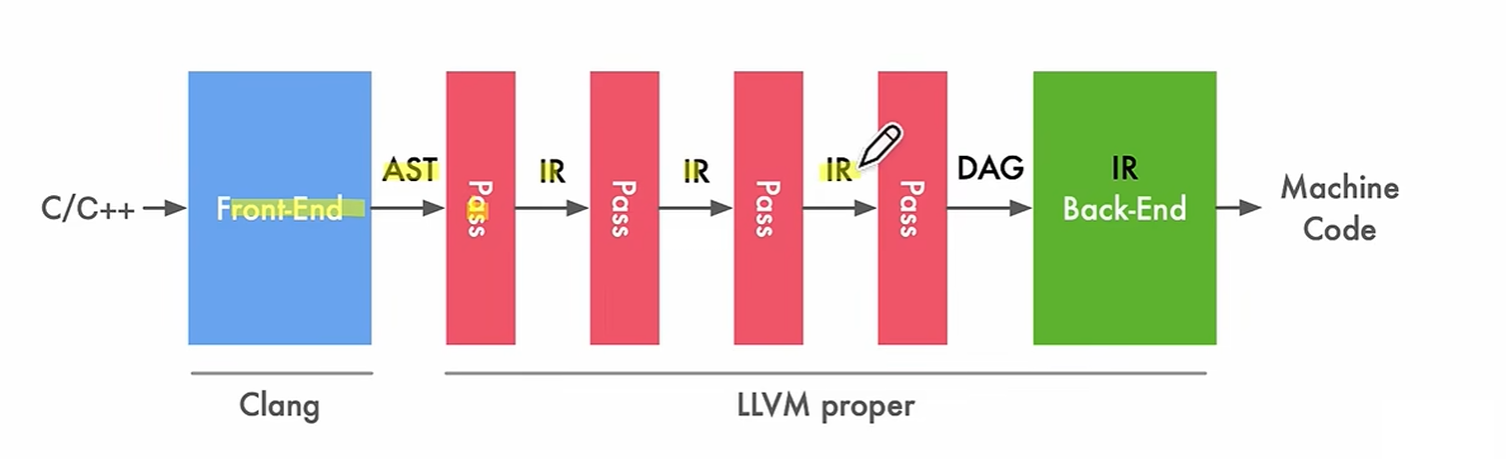 C/C++
Front-End
AST
Pass
IR
Pass
IR
Pass
IR
Pass
DAG
IR
Back-End
Machine
Code
Clang
LLVM proper